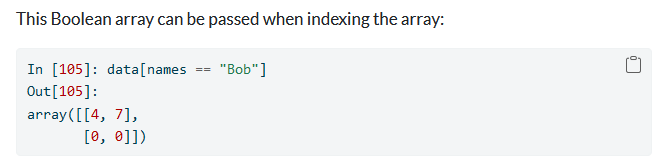 This Boolean array can be passed when indexing the array:
In [105]: data[names == "Bob"]
Out[105]:
array([[4, 7],
       [0, 0]])